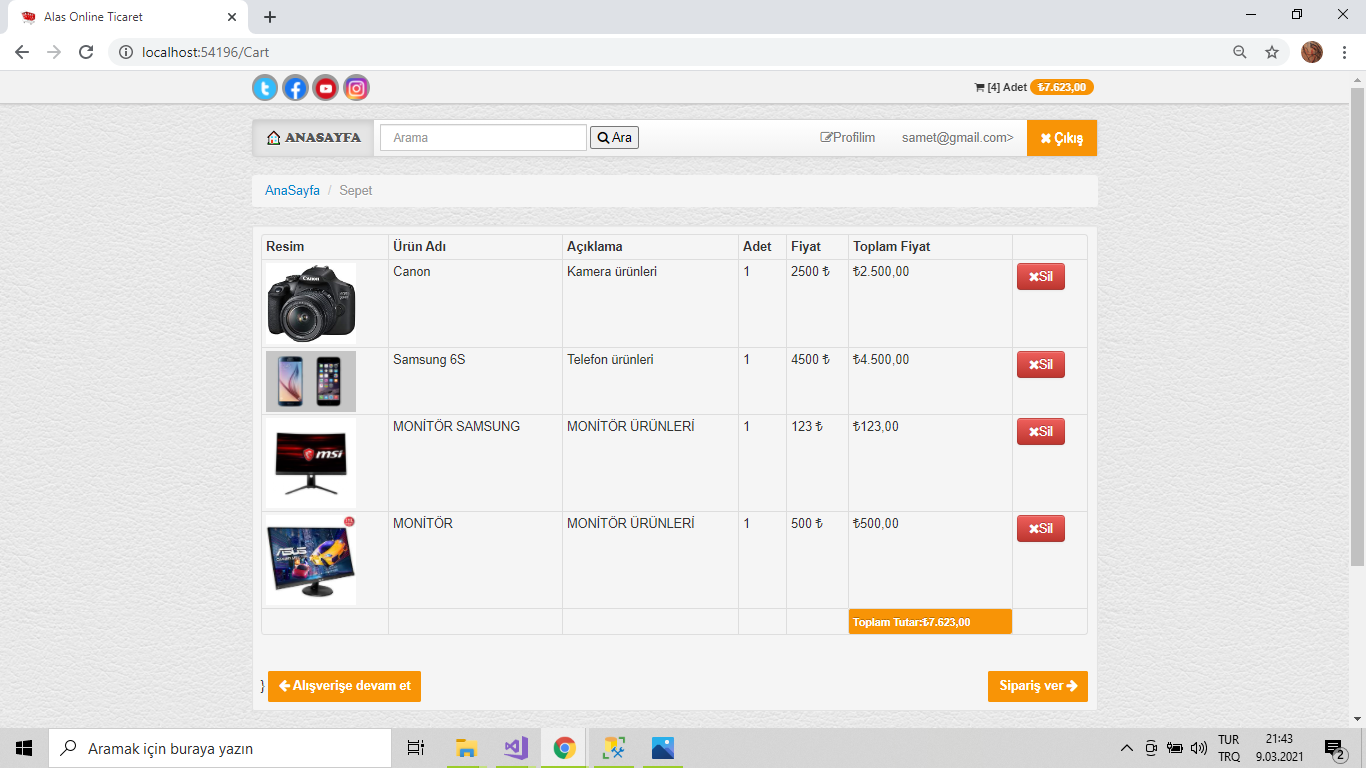 Alas Online Ticaret
localhost:54196/Cart
[4] Adet ₺7.623,00
ANASAYFA Arama Ara Profilim samet@gmail.com> Çıkış
AnaSayfa / Sepet
Resim Ürün Adı Açıklama Adet Fiyat Toplam Fiyat
Canon Kamera ürünleri 1 2500 ₺ ₺2.500,00 Sil
Canon
Samsung 6S Telefon ürünleri 1 4500 ₺ ₺4.500,00 Sil
MONİTÖR SAMSUNG MONİTÖR ÜRÜNLERİ 1 123 ₺ ₺123,00 Sil
msi
MONİTÖR MONİTÖR ÜRÜNLERİ 1 500 ₺ ₺500,00 Sil
ASUS
Toplam Tutar:₺7.623,00
} Alışverişe devam et Sipariş ver
Aramak için buraya yazın
TUR 21:43
TRQ 9.03.2021 2